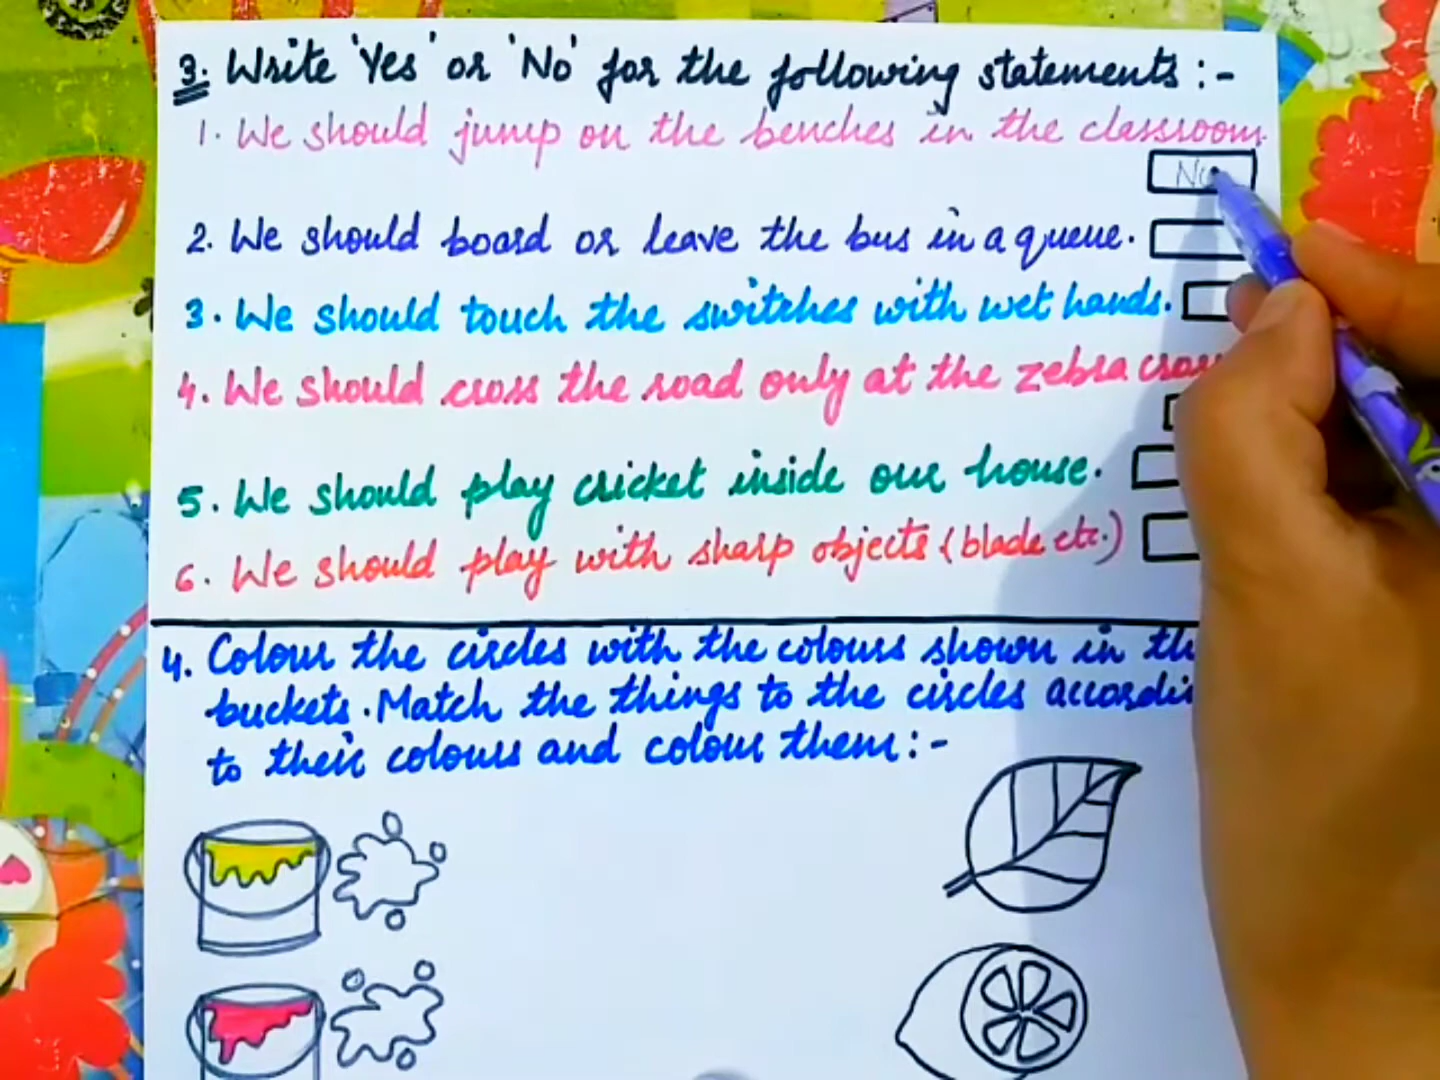 3. Write 'Yes' or 'No' for the following statements :-
1. We should jump on the benches in the classroom.
No
2. We should board or leave the bus in a queue.
3. We should touch the switches with wet hands.
4. We should cross the road only at the zebra
5. We should play cricket inside our house.
6. We should play with sharp objects (blade etc.)
4. Colour the circles with the colours shown in
buckets. Match the things to the circles
to their colours and colour them:-